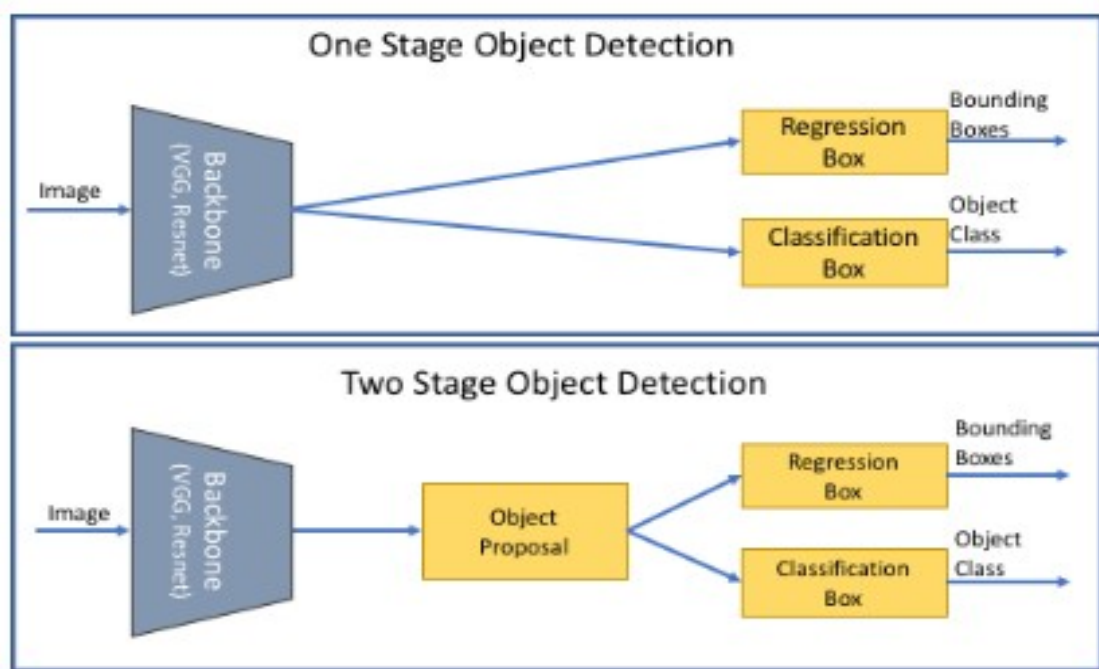 One Stage Object Detection
Image
Backbone
(VGG, Resnet)
Regression
Box
Bounding
Boxes
Classification
Box
Object
Class
Two Stage Object Detection
Image
Backbone
(VGG, Resnet)
Object
Proposal
Regression
Box
Bounding
Boxes
Classification
Box
Object
Class